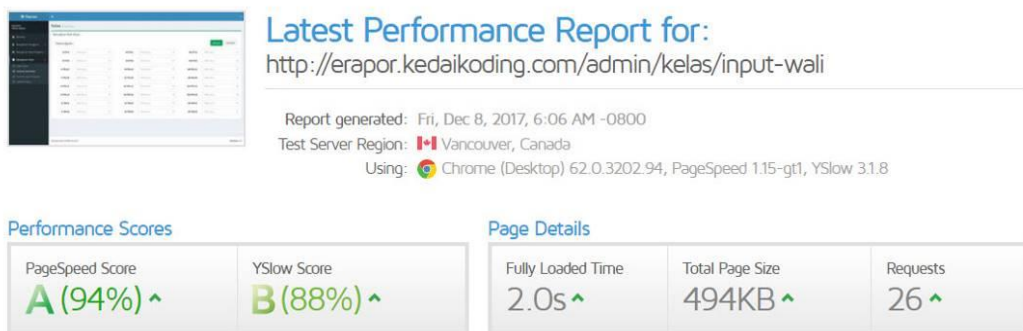 Latest Performance Report for:
http://erapor.kedaikoding.com/admin/kelas/input-wali
Report generated: Fri, Dec 8, 2017, 6:06 AM -0800
Test Server Region: Vancouver, Canada
Using: Chrome (Desktop) 62.0.3202.94, PageSpeed 1.15-gt1, YSlow 3.1.8
Performance Scores
PageSpeed Score
A (94%)
YSlow Score
B (88%)
Page Details
Fully Loaded Time
2.0s
Total Page Size
494KB
Requests
26